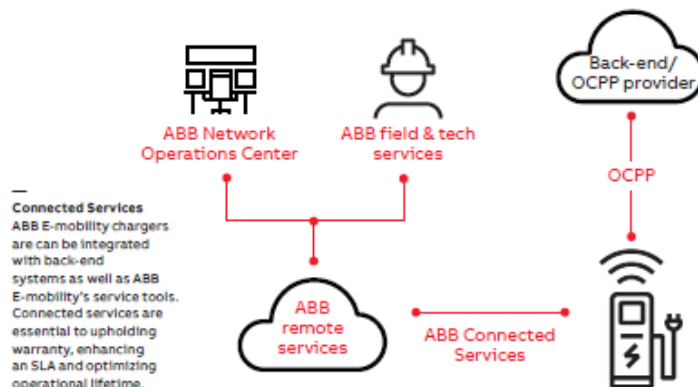 Back-end/
OCPP provider
ABB Network
Operations Center
ABB field & tech
services
OCPP
Connected Services
ABB E-mobility chargers
are can be integrated
with back-end
systems as well as ABB
E-mobility's service tools.
Connected services are
essential to upholding
warranty, enhancing
an SLA and optimizing
operational lifetime.
ABB
remote
services
ABB Connected
Services